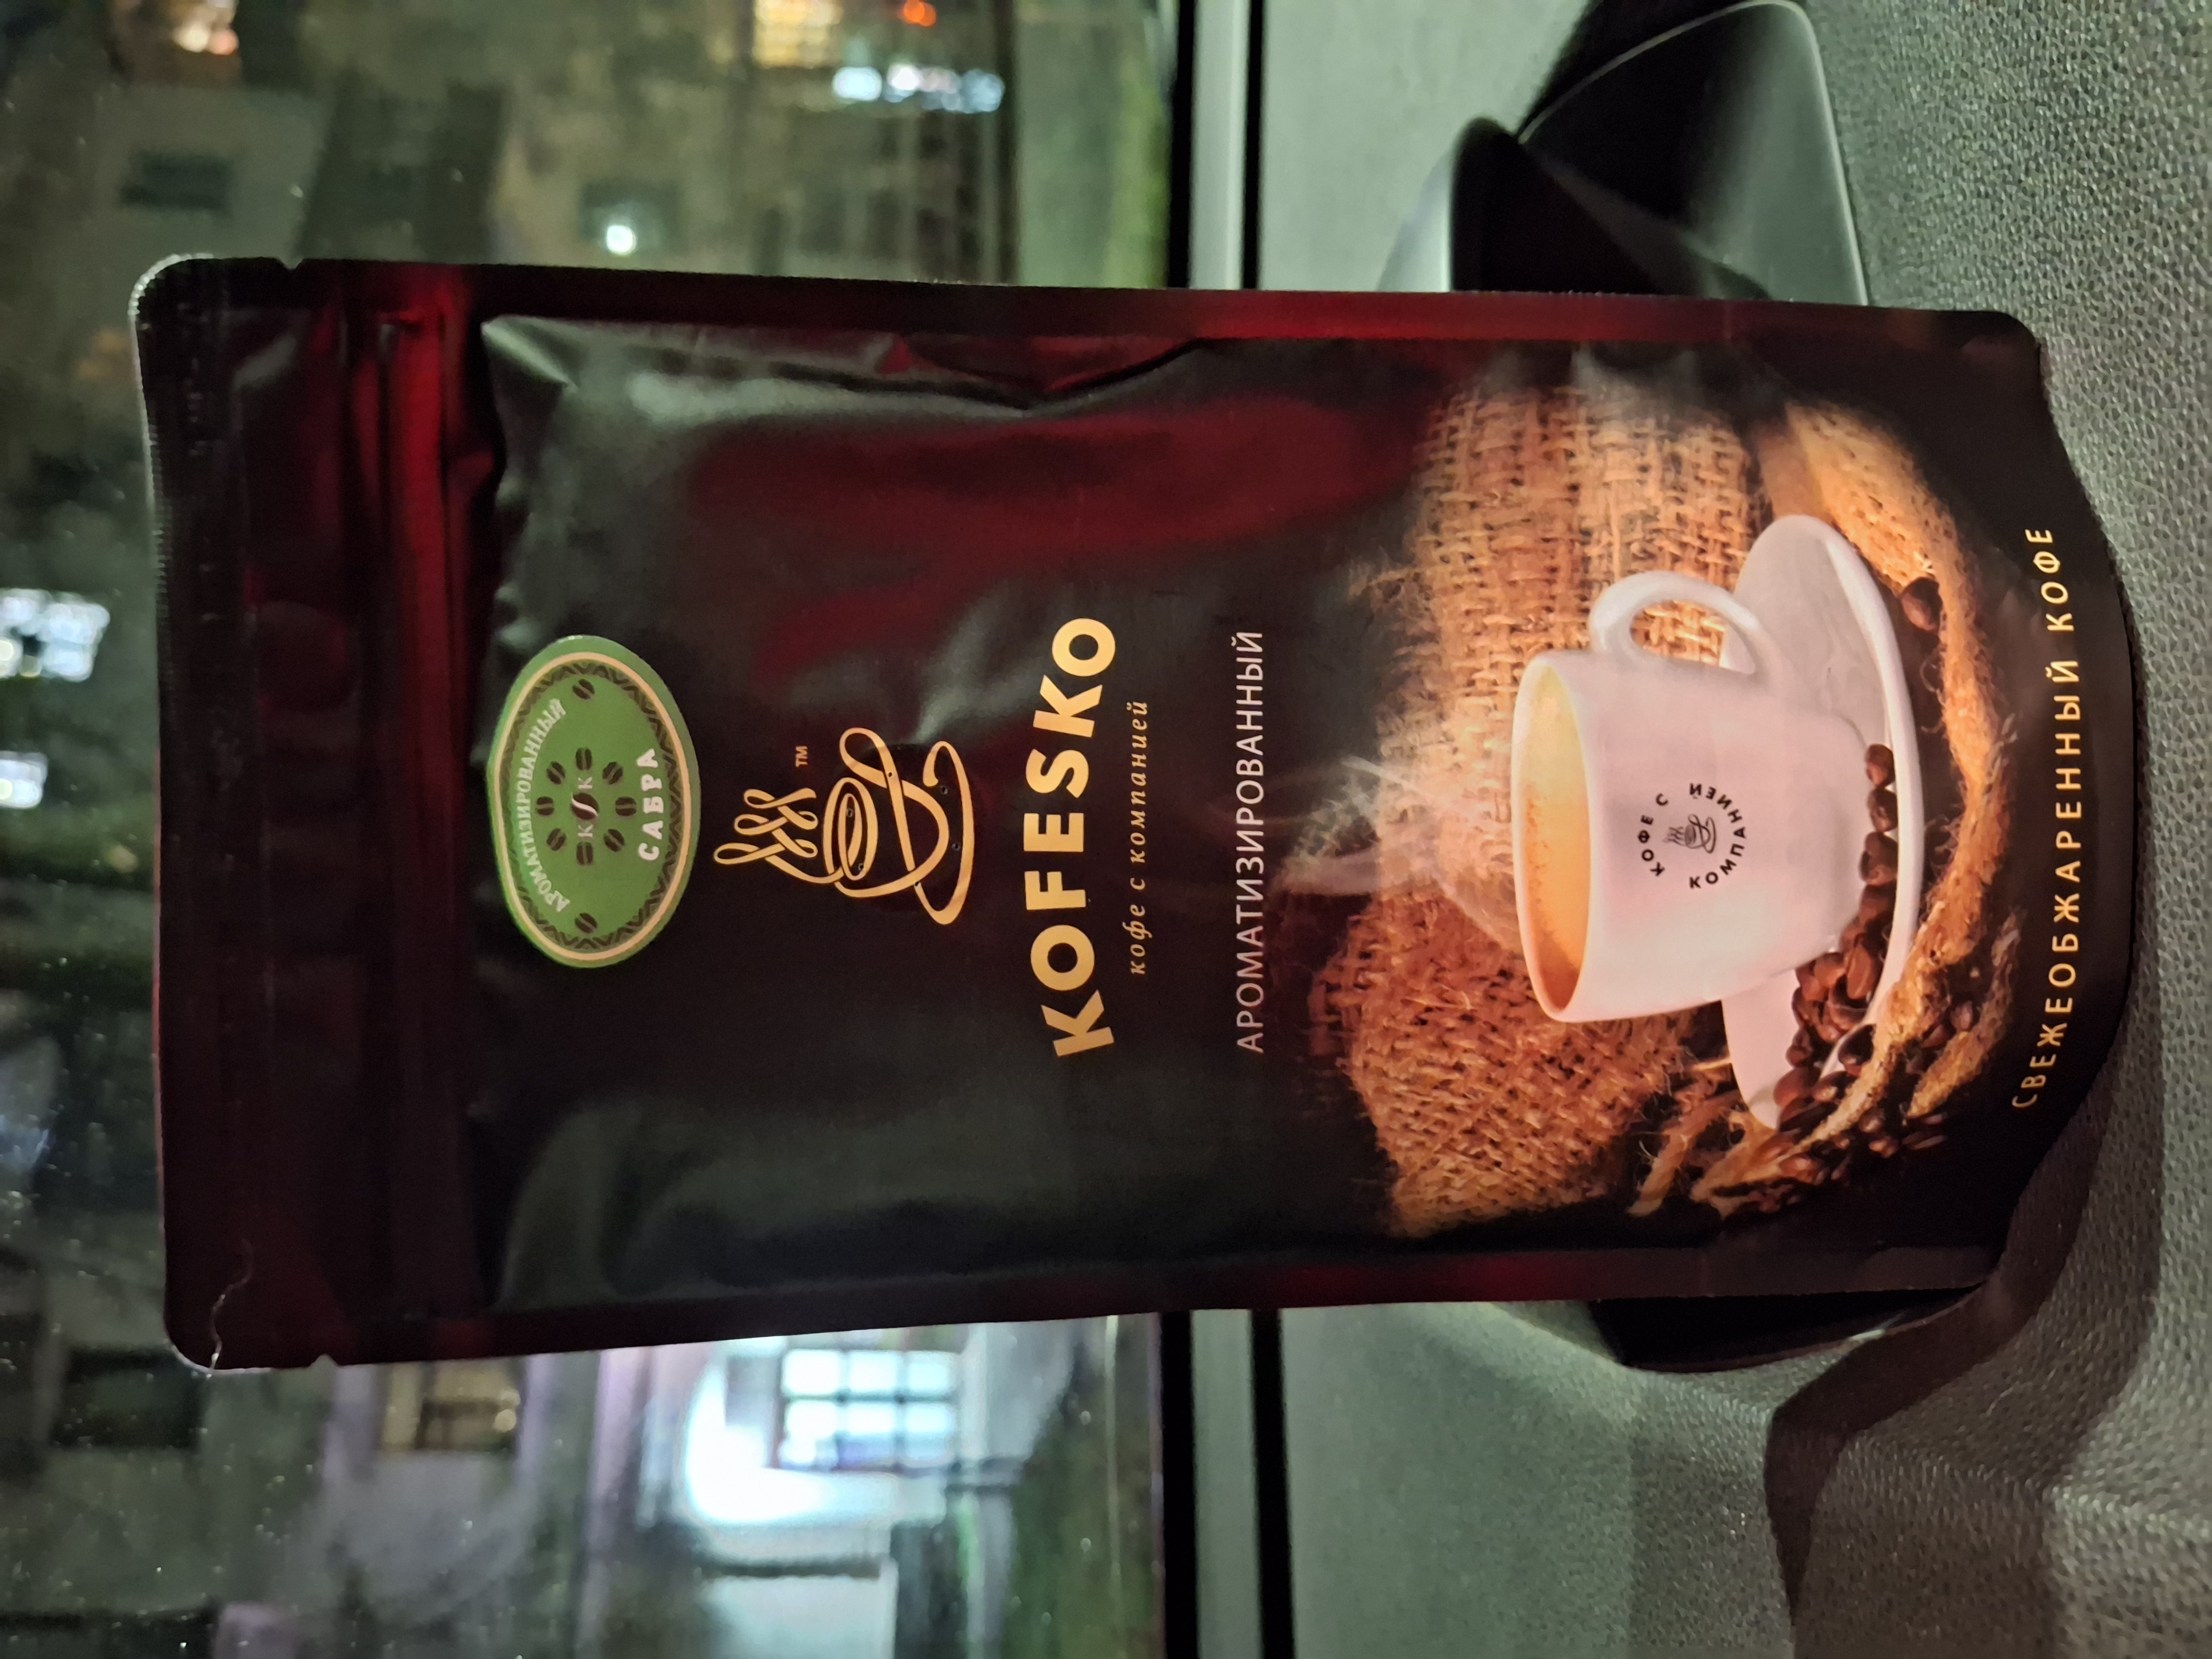 АРОМАТИЗИРОВАННЫЙ
К К
САБРА
TM
KOFESKO
кофе с компанией
АРОМАТИЗИРОВАННЫЙ
КОФЕ С
КОМПАНИЕЙ
СВЕЖЕОБЖАРЕННЫЙ КОФЕ